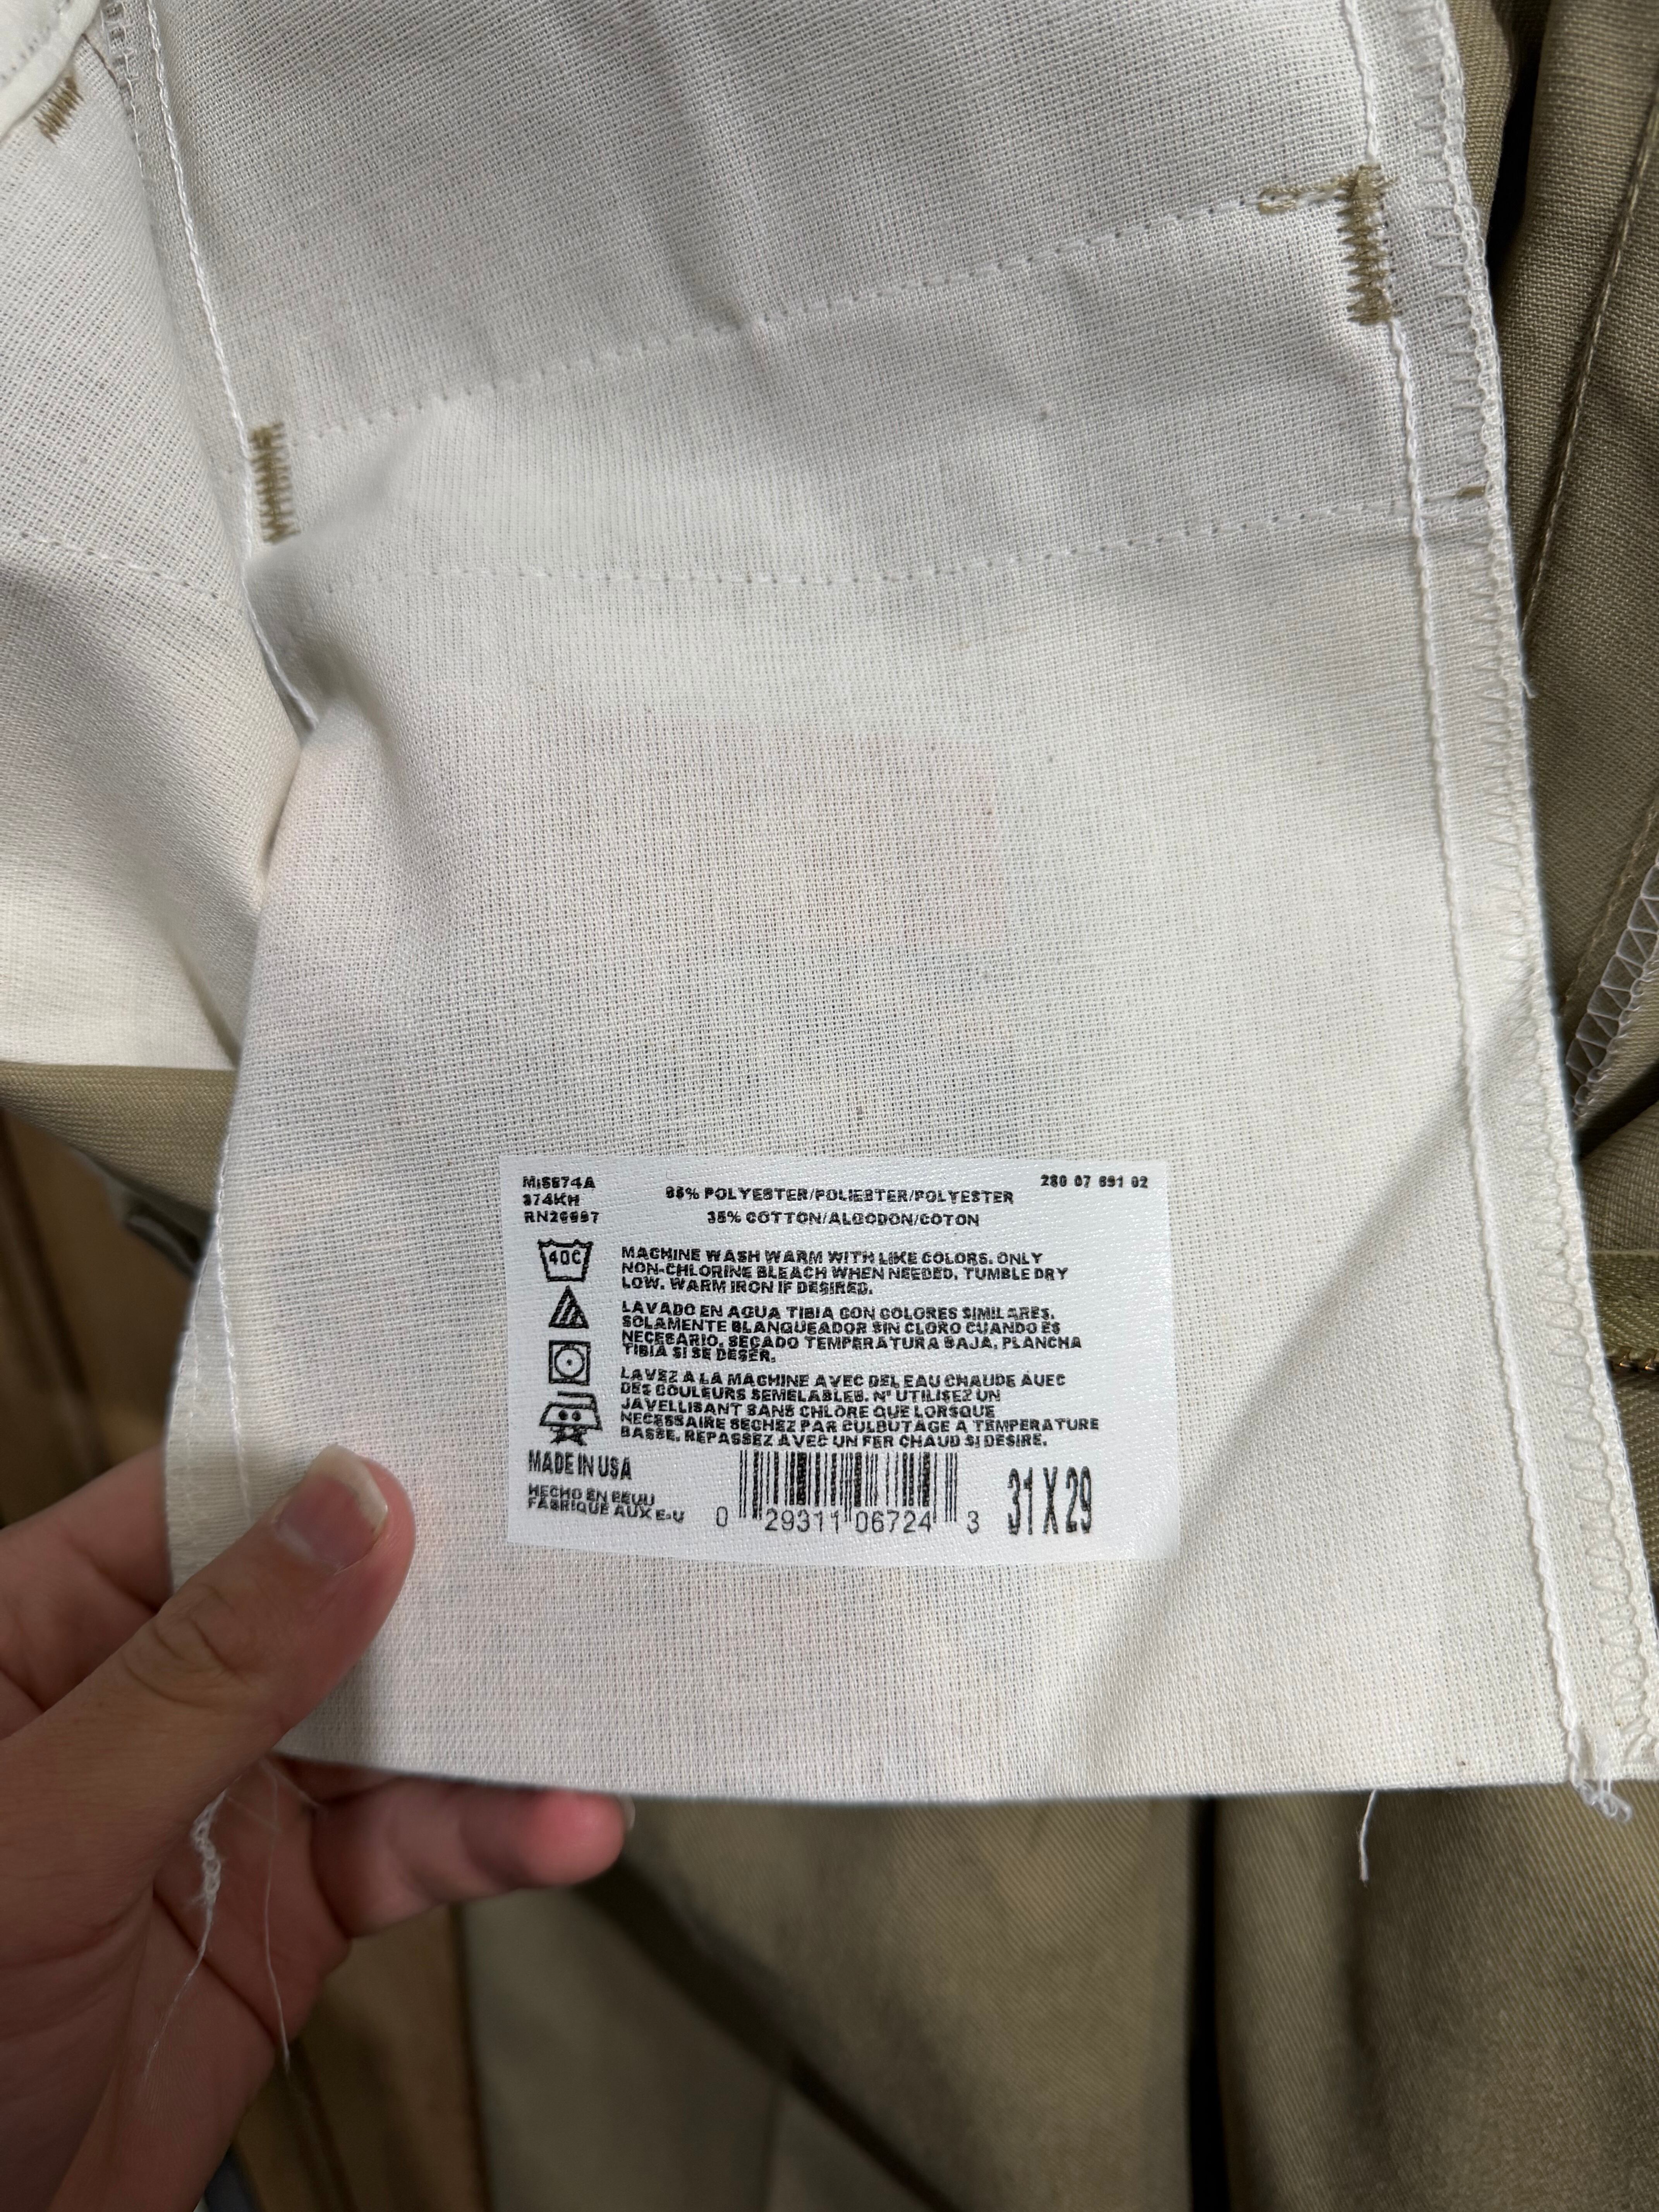 874KH
280 07 691 02
65% POLYESTER/POLIESTER/POLYESTER
35% COTTON/ALGODON/COTON
40C
MACHINE WASH WARM WITH LIKE COLORS. ONLY
NON-CHLORINE BLEACH WHEN NEEDED. TUMBLE DRY
LOW. WARM IRON IF DESIRED.
LAVADO EN AGUA TIBIA CON COLORES SIMILARES.
SOLAMENTE BLANQUEADOR SIN CLORO CUANDO ES
NECESARIO. SECADO TEMPERATURA BAJA. PLANCHA
TIBIA SI SE DESER.
LAVEZ A LA MACHINE AVEC DEL EAU CHAUDE AUEC
DES COULEURS SEMELABLES. N' UTILISEZ UN
JAVELLISANT SANS CHLORE QUE LORSQUE
NECESSAIRE SECHEZ PAR CULBUTAGE A TEMPERATURE
BASSE. REPASSEZ AVEC UN FER CHAUD SI DESIRE.
MADE IN USA
HECHO EN EEUU
FABRIQUE AUX E-U
0 29311 06724 3
31 X 29